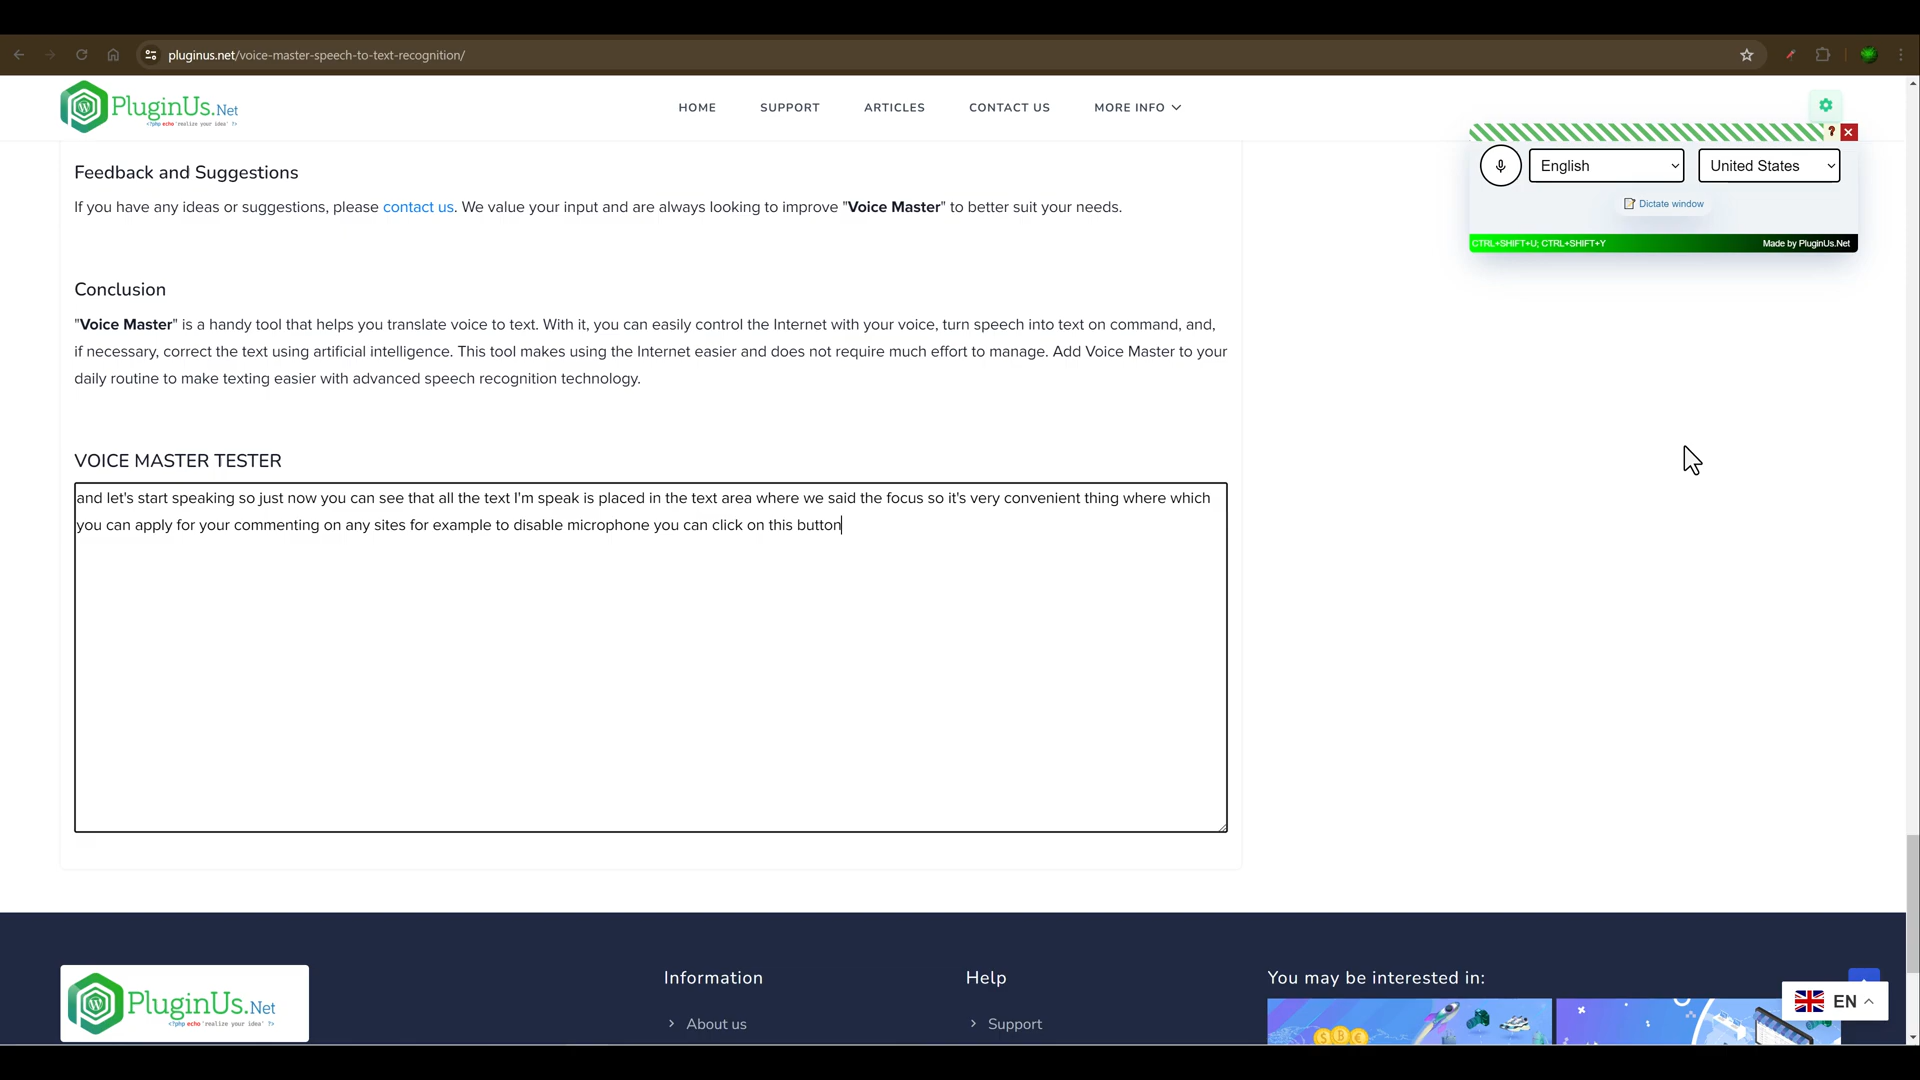 pluginus.net/voice-master-speech-to-text-recognition/
PluginUs.Net
<?php echo 'realize your idea' ?>
HOME
SUPPORT
ARTICLES
CONTACT US
MORE INFO
?
English
United States
Dictate window
CTRL+SHIFT+U; CTRL+SHIFT+Y
Made by PluginUs.Net
Feedback and Suggestions
If you have any ideas or suggestions, please contact us. We value your input and are always looking to improve "Voice Master" to better suit your needs.
Conclusion
"Voice Master" is a handy tool that helps you translate voice to text. With it, you can easily control the Internet with your voice, turn speech into text on command, and,
if necessary, correct the text using artificial intelligence. This tool makes using the Internet easier and does not require much effort to manage. Add Voice Master to your
daily routine to make texting easier with advanced speech recognition technology.
VOICE MASTER TESTER
and let's start speaking so just now you can see that all the text I'm speak is placed in the text area where we said the focus so it's very convenient thing where which
you can apply for your commenting on any sites for example to disable microphone you can click on this button
PluginUs.Net
<?php echo 'realize your idea' ?>
Information
About us
Help
Support
You may be interested in:
EN